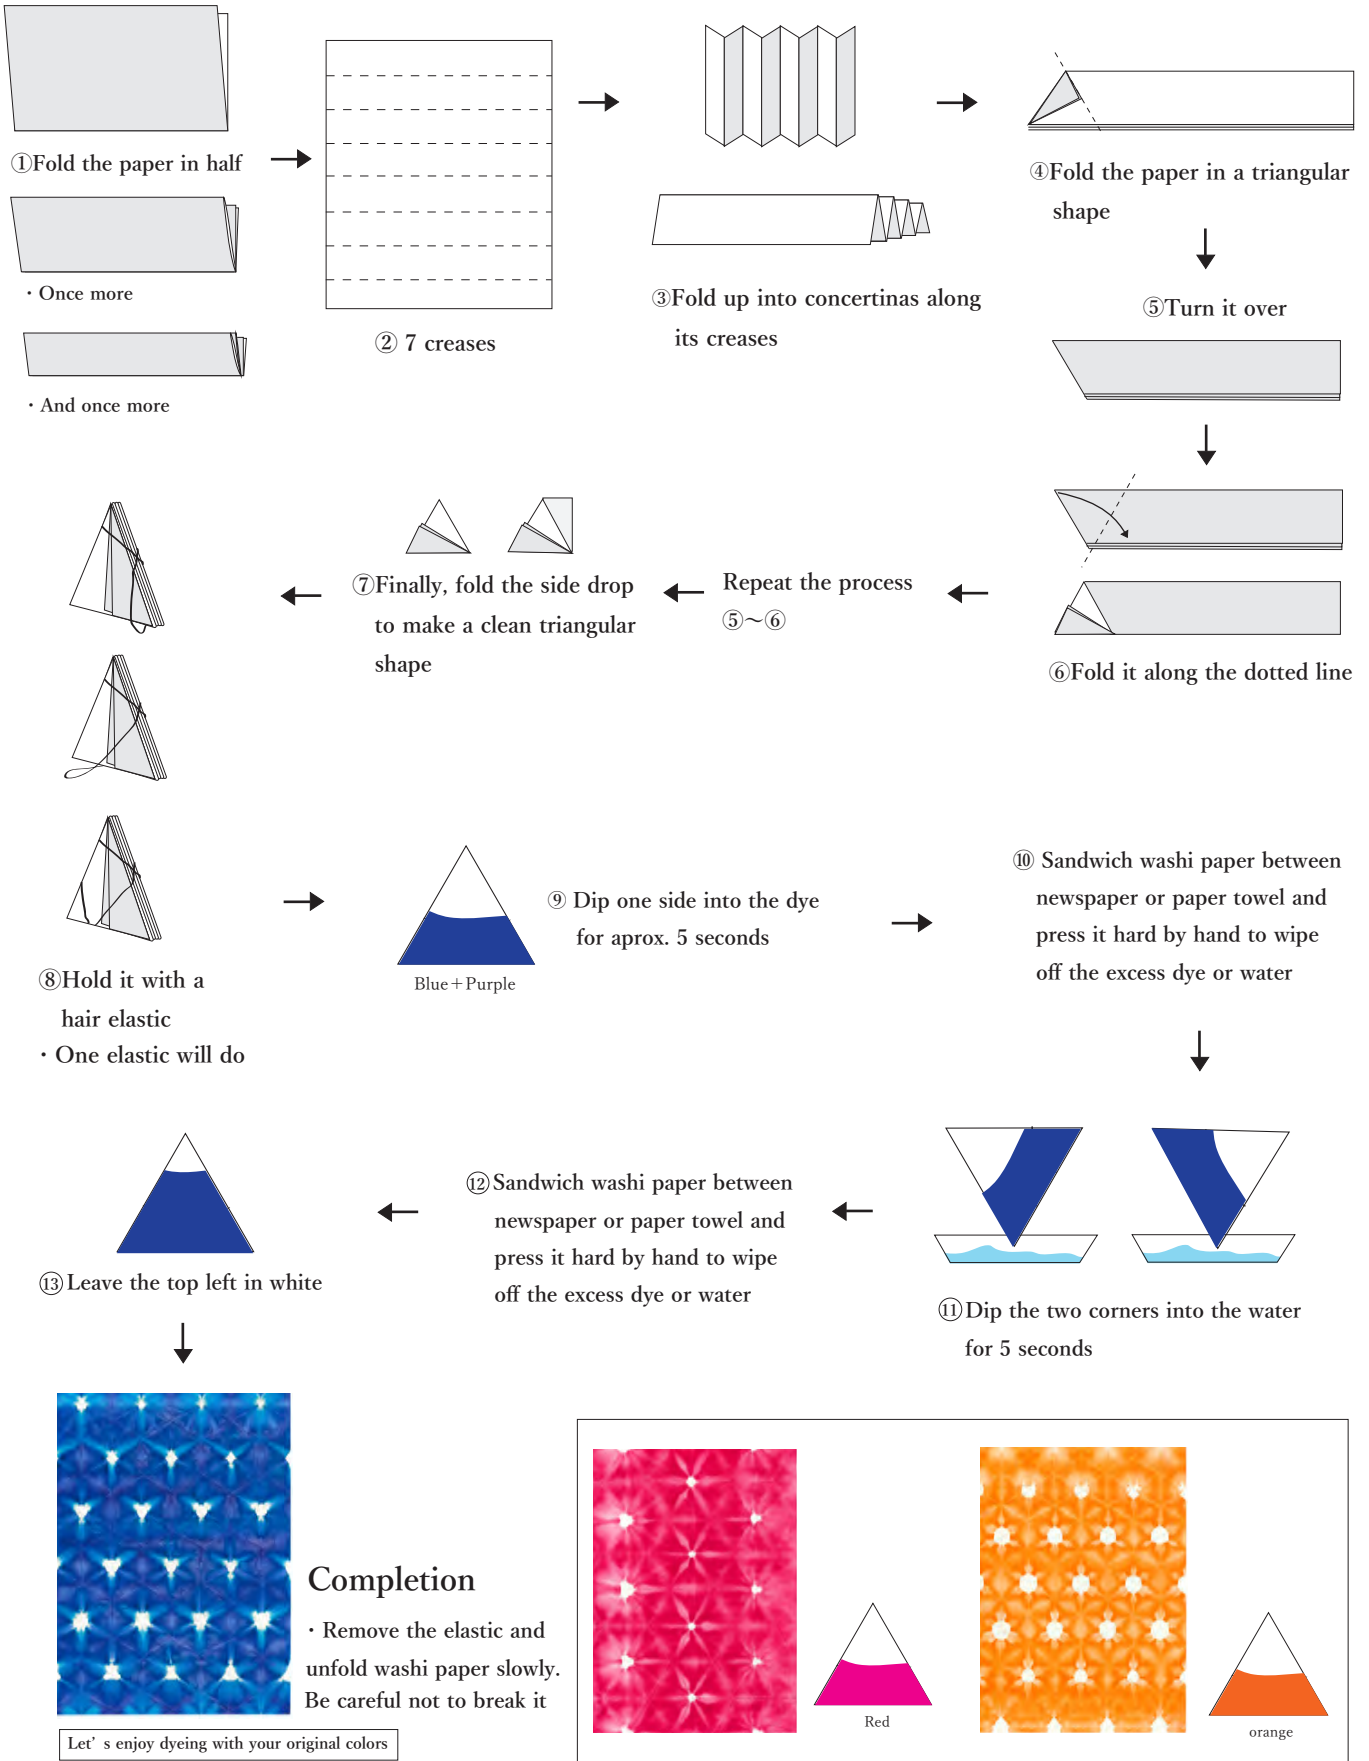 ①Fold the paper in half
・Once more
・And once more
② 7 creases
③Fold up into concertinas along
its creases
④Fold the paper in a triangular
shape
⑤Turn it over
⑥Fold it along the dotted line
Repeat the process
⑤〜⑥
⑦Finally, fold the side drop
to make a clean triangular
shape
⑧Hold it with a
hair elastic
・One elastic will do
Blue＋Purple
⑨ Dip one side into the dye
for aprox. 5 seconds
⑩ Sandwich washi paper between
newspaper or paper towel and
press it hard by hand to wipe
off the excess dye or water
⑪Dip the two corners into the water
for 5 seconds
⑫Sandwich washi paper between
newspaper or paper towel and
press it hard by hand to wipe
off the excess dye or water
⑬Leave the top left in white
Completion
・Remove the elastic and
unfold washi paper slowly.
Be careful not to break it
Let’s enjoy dyeing with your original colors
Red
orange